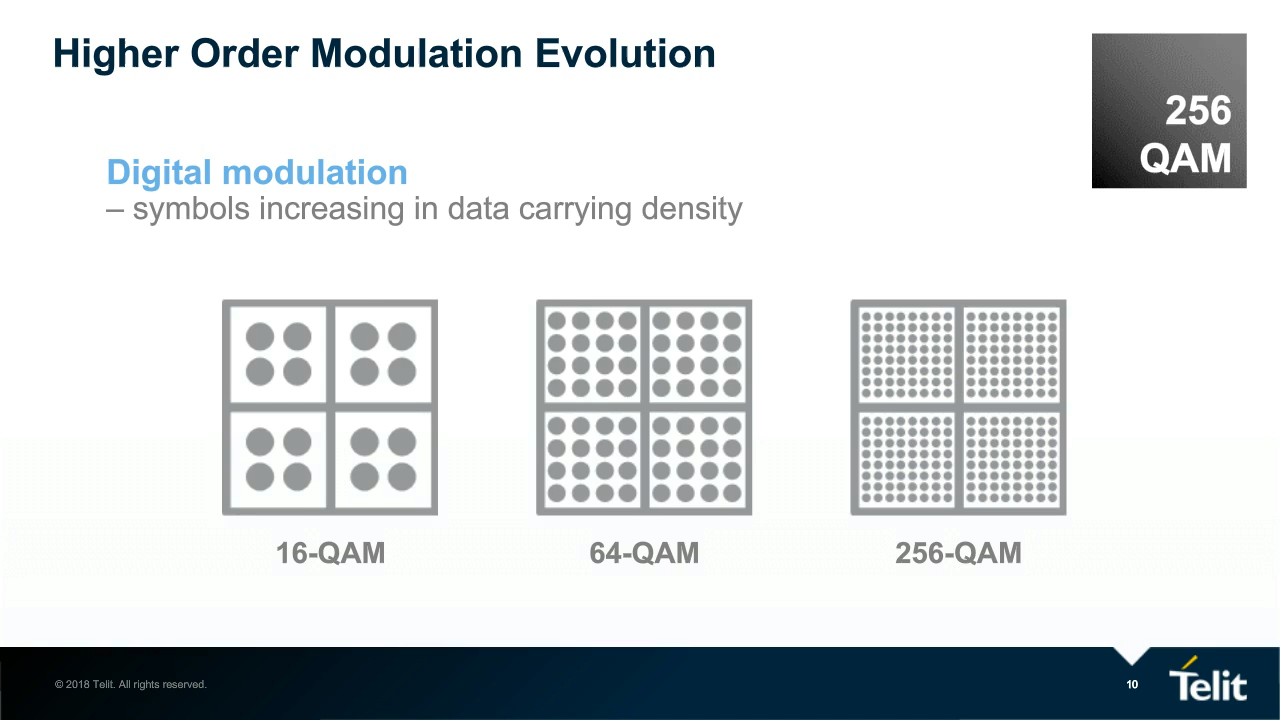 Higher Order Modulation Evolution
256
QAM
Digital modulation
– symbols increasing in data carrying density
16-QAM
64-QAM
256-QAM
© 2018 Telit. All rights reserved.
10
Telit